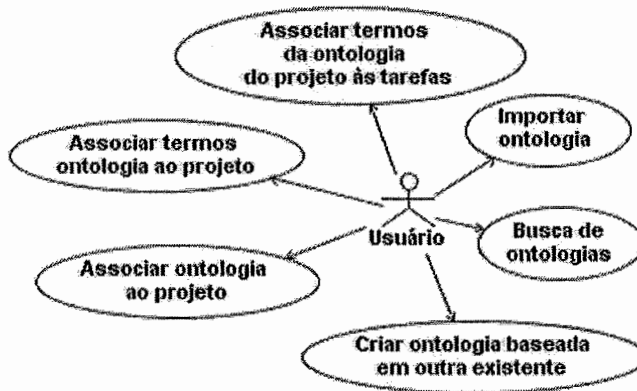 Associar termos
da ontologia
do projeto às tarefas
Importar
ontologia
Associar termos
ontologia ao projeto
Usuário
Busca de
ontologias
Associar ontologia
ao projeto
Criar ontologia baseada
em outra existente